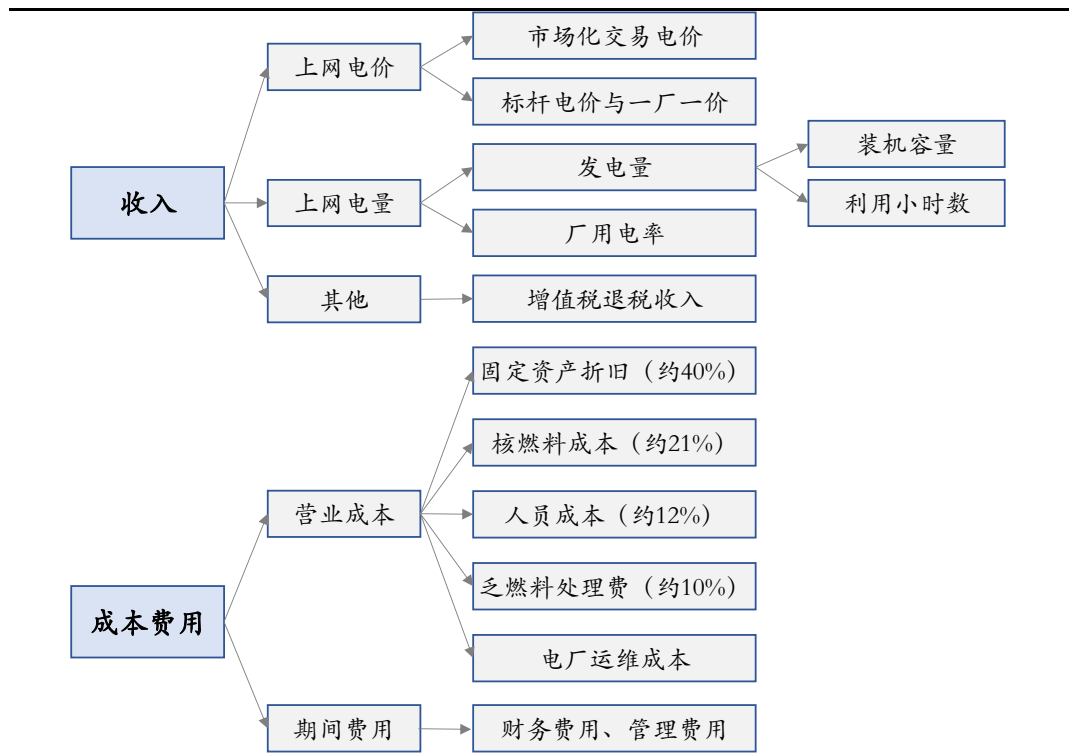 收入
上网电价
市场化交易电价
标杆电价与一厂一价
上网电量
发电量
装机容量
利用小时数
厂用电率
其他
增值税退税收入
成本费用
营业成本
固定资产折旧（约40%）
核燃料成本（约21%）
人员成本（约12%）
乏燃料处理费（约10%）
电厂运维成本
期间费用
财务费用、管理费用